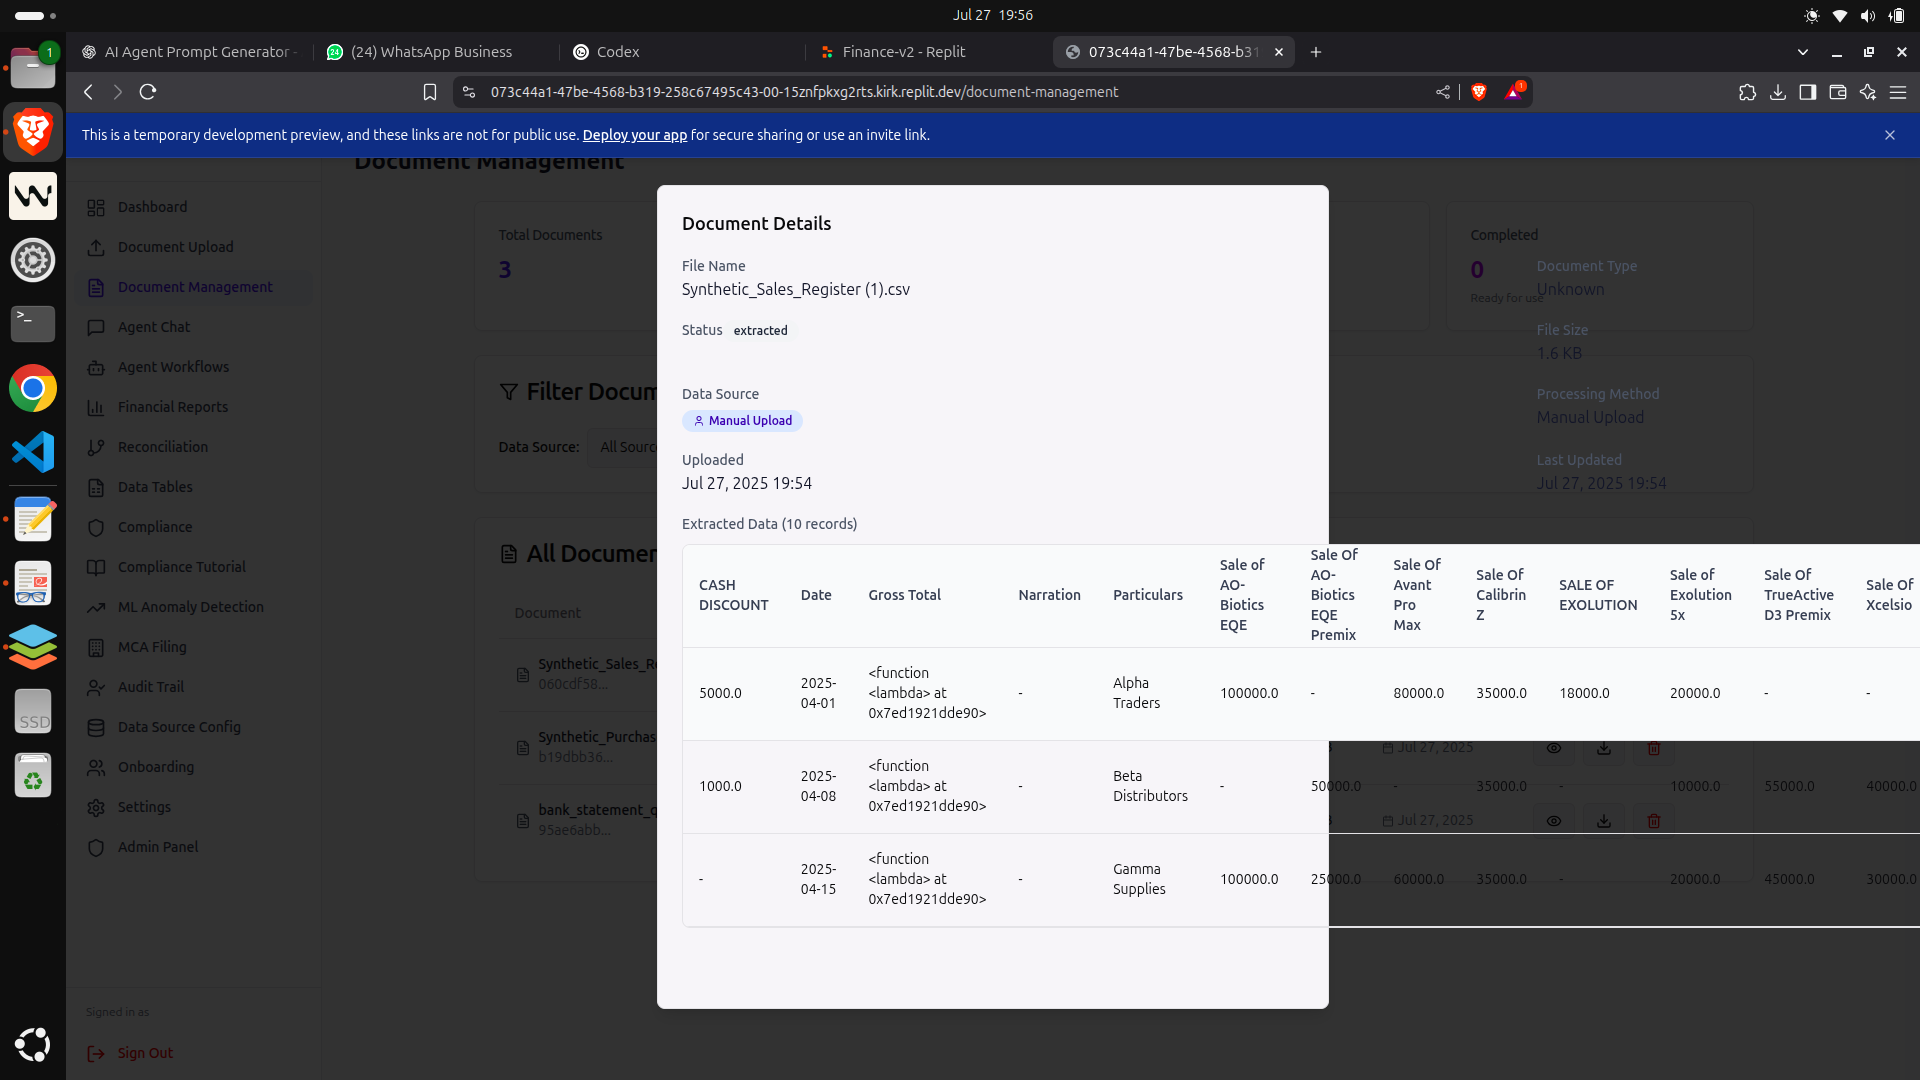 Jul 27 19:56
1
AI Agent Prompt Generator -
24
(24) WhatsApp Business
Codex
Finance-v2 - Replit
073c44a1-47be-4568-b31
073c44a1-47be-4568-b319-258c67495c43-00-15znfpkxg2rts.kirk.replit.dev/document-management
1
This is a temporary development preview, and these links are not for public use. Deploy your app for secure sharing or use an invite link.
Document Management
Dashboard
Document Upload
Document Management
Agent Chat
Agent Workflows
Financial Reports
Reconciliation
Data Tables
Compliance
Compliance Tutorial
ML Anomaly Detection
MCA Filing
Audit Trail
Data Source Config
Onboarding
Settings
Admin Panel
Signed in as
Sign Out
SSD
Total Documents
3
Completed
0
Ready for use
Filter Docum
Data Source:
All Sourc
All Documen
Document
Synthetic_Sales_Re
060cdf58...
Synthetic_Purchas
b19dbb36...
bank_statement_q
95ae6abb...
Jul 27, 2025
Jul 27, 2025
Document Details
File Name
Synthetic_Sales_Register (1).csv
Document Type
Unknown
Status extracted
File Size
1.6 KB
Data Source
Manual Upload
Processing Method
Manual Upload
Uploaded
Jul 27, 2025 19:54
Last Updated
Jul 27, 2025 19:54
Extracted Data (10 records)
CASH DISCOUNT Date Gross Total Narration Particulars Sale of AO-Biotics EQE Sale Of AO-Biotics EQE Premix Sale Of Avant Pro Max Sale Of Calibrin Z SALE OF EXOLUTION Sale of Exolution 5x Sale Of TrueActive D3 Premix Sale Of Xcelsio
5000.0 2025-04-01 <function <lambda> at 0x7ed1921dde90> - Alpha Traders 100000.0 - 80000.0 35000.0 18000.0 20000.0 - -
1000.0 2025-04-08 <function <lambda> at 0x7ed1921dde90> - Beta Distributors - 50000.0 - 35000.0 - 10000.0 55000.0 40000.0
- 2025-04-15 <function <lambda> at 0x7ed1921dde90> - Gamma Supplies 100000.0 25000.0 60000.0 35000.0 - 20000.0 45000.0 30000.0